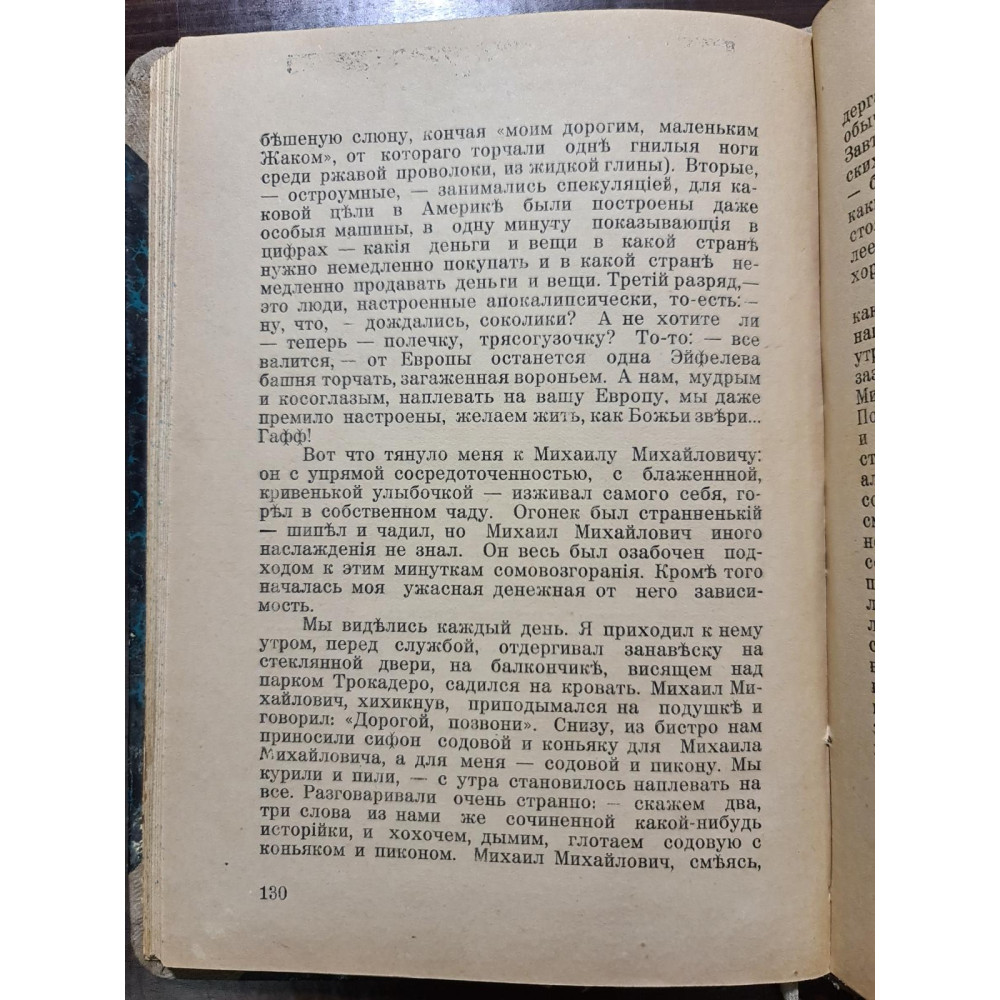 бѣшеную слюну, кончая «моим дорогим, маленьким
Жаком», от котораго торчали однѣ гнилыя ноги
среди ржавой проволоки, из жидкой глины). Вторые,
— остроумные, — занимались спекуляціей, для ка-
ковой цѣли в Америкѣ были построены даже
особыя машины, в одну минуту показывающія в
цифрах — какія деньги и вещи в какой странѣ
нужно немедленно покупать и в какой странѣ не-
медленно продавать деньги и вещи. Третій разряд,—
это люди, настроенные апокалипсически, то-есть: —
ну, что, — дождались, соколики? А не хотите ли
— теперь — полечку, трясогузочку? То-то: — все
валится, — от Европы останется одна Эйфелева
башня торчать, загаженная вороньем. А нам, мудрым
и косоглазым, наплевать на вашу Европу, мы даже
премило настроены, желаем жить, как Божьи звѣри...
Гафф!
Вот что тянуло меня к Михаилу Михайловичу:
он с упрямой сосредоточенностью, с блаженнной,
кривенькой улыбочкой — изживал самого себя, го-
рѣл в собственном чаду. Огонек был странненькій
— шипѣл и чадил, но Михаил Михайлович иного
наслажденія не знал. Он весь был озабочен под-
ходом к этим минуткам сомовозгоранія. Кромѣ того
началась моя ужасная денежная от него зависи-
мость.
Мы видѣлись каждый день. Я приходил к нему
утром, перед службой, отдергивал занавѣску на
стеклянной двери, на балкончикѣ, висящем над
парком Трокадеро, садился на кровать. Михаил Ми-
хайлович, хихикнув, приподымался на подушкѣ и
говорил: «Дорогой, позвони». Снизу, из бистро нам
приносили сифон содовой и коньяку для Михаила
Михайловича, а для меня — содовой и пикону. Мы
курили и пили, — с утра становилось наплевать на
все. Разговаривали очень странно: — скажем два,
три слова из нами же сочиненной какой-нибудь
исторійки, и хохочем, дымим, глотаем содовую с
коньяком и пиконом. Михаил Михайлович, смѣясь,
130